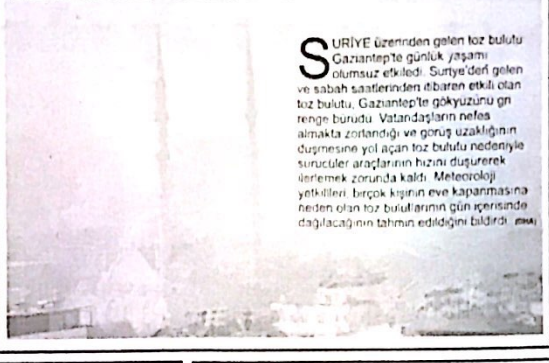 SURİYE üzerinden gelen toz bulutu
Gaziantep'te günlük yaşamı
olumsuz etkiledi. Suriye'den gelen
ve sabah saatlerinden itibaren etkili olan
toz bulutu, Gaziantep'te gökyüzünü gri
renge bürüdü. Vatandaşların nefes
almakta zorlandığı ve görüş uzaklığının
düşmesine yol açan toz bulutu nedeniyle
sürücüler araçlarının hızını düşürerek
ilerlemek zorunda kaldı. Meteoroloji
yetkilileri, birçok kişinin eve kapanmasına
neden olan toz bulutlarının gün içerisinde
dağılacağının tahmin edildiğini bildirdi.